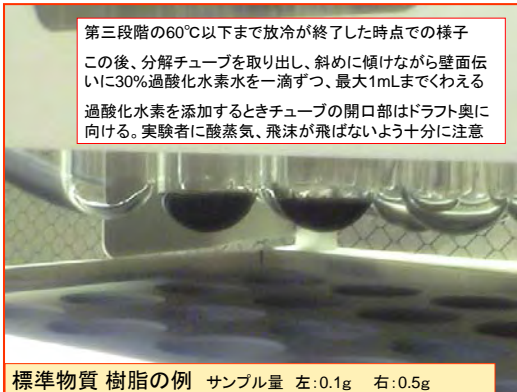 第三段階の60℃以下まで放冷が終了した時点での様子
この後、分解チューブを取り出し、斜めに傾けながら壁面伝
いに30%過酸化水素水を一滴ずつ、最大1mLまでくわえる
過酸化水素を添加するときチューブの開口部はドラフト奥に
向ける。実験者に酸蒸気、飛沫が飛ばないよう十分に注意
標準物質 樹脂の例 サンプル量 左:0.1g 右:0.5g